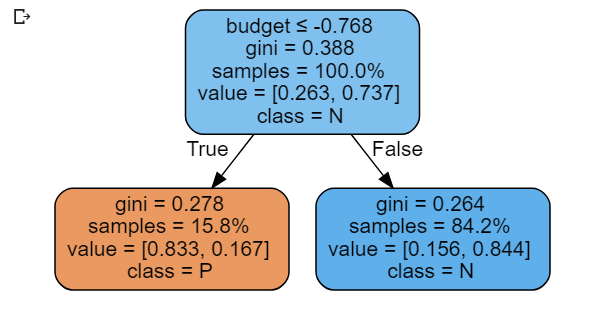 budget ≤ -0.768
gini = 0.388
samples = 100.0%
value = [0.263, 0.737]
class = N
True
False
gini = 0.278
samples = 15.8%
value = [0.833, 0.167]
class = P
gini = 0.264
samples = 84.2%
value = [0.156, 0.844]
class = N